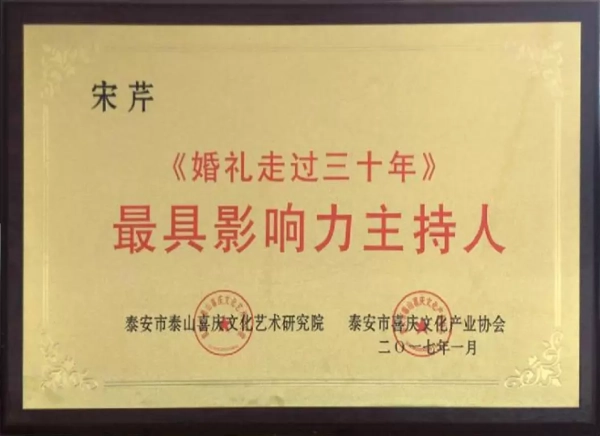 宋芹
《婚礼走过三十年》
最具影响力主持人
泰安市泰山喜庆文化艺术研究院 泰安市喜庆文化产业协会
二〇一七年一月